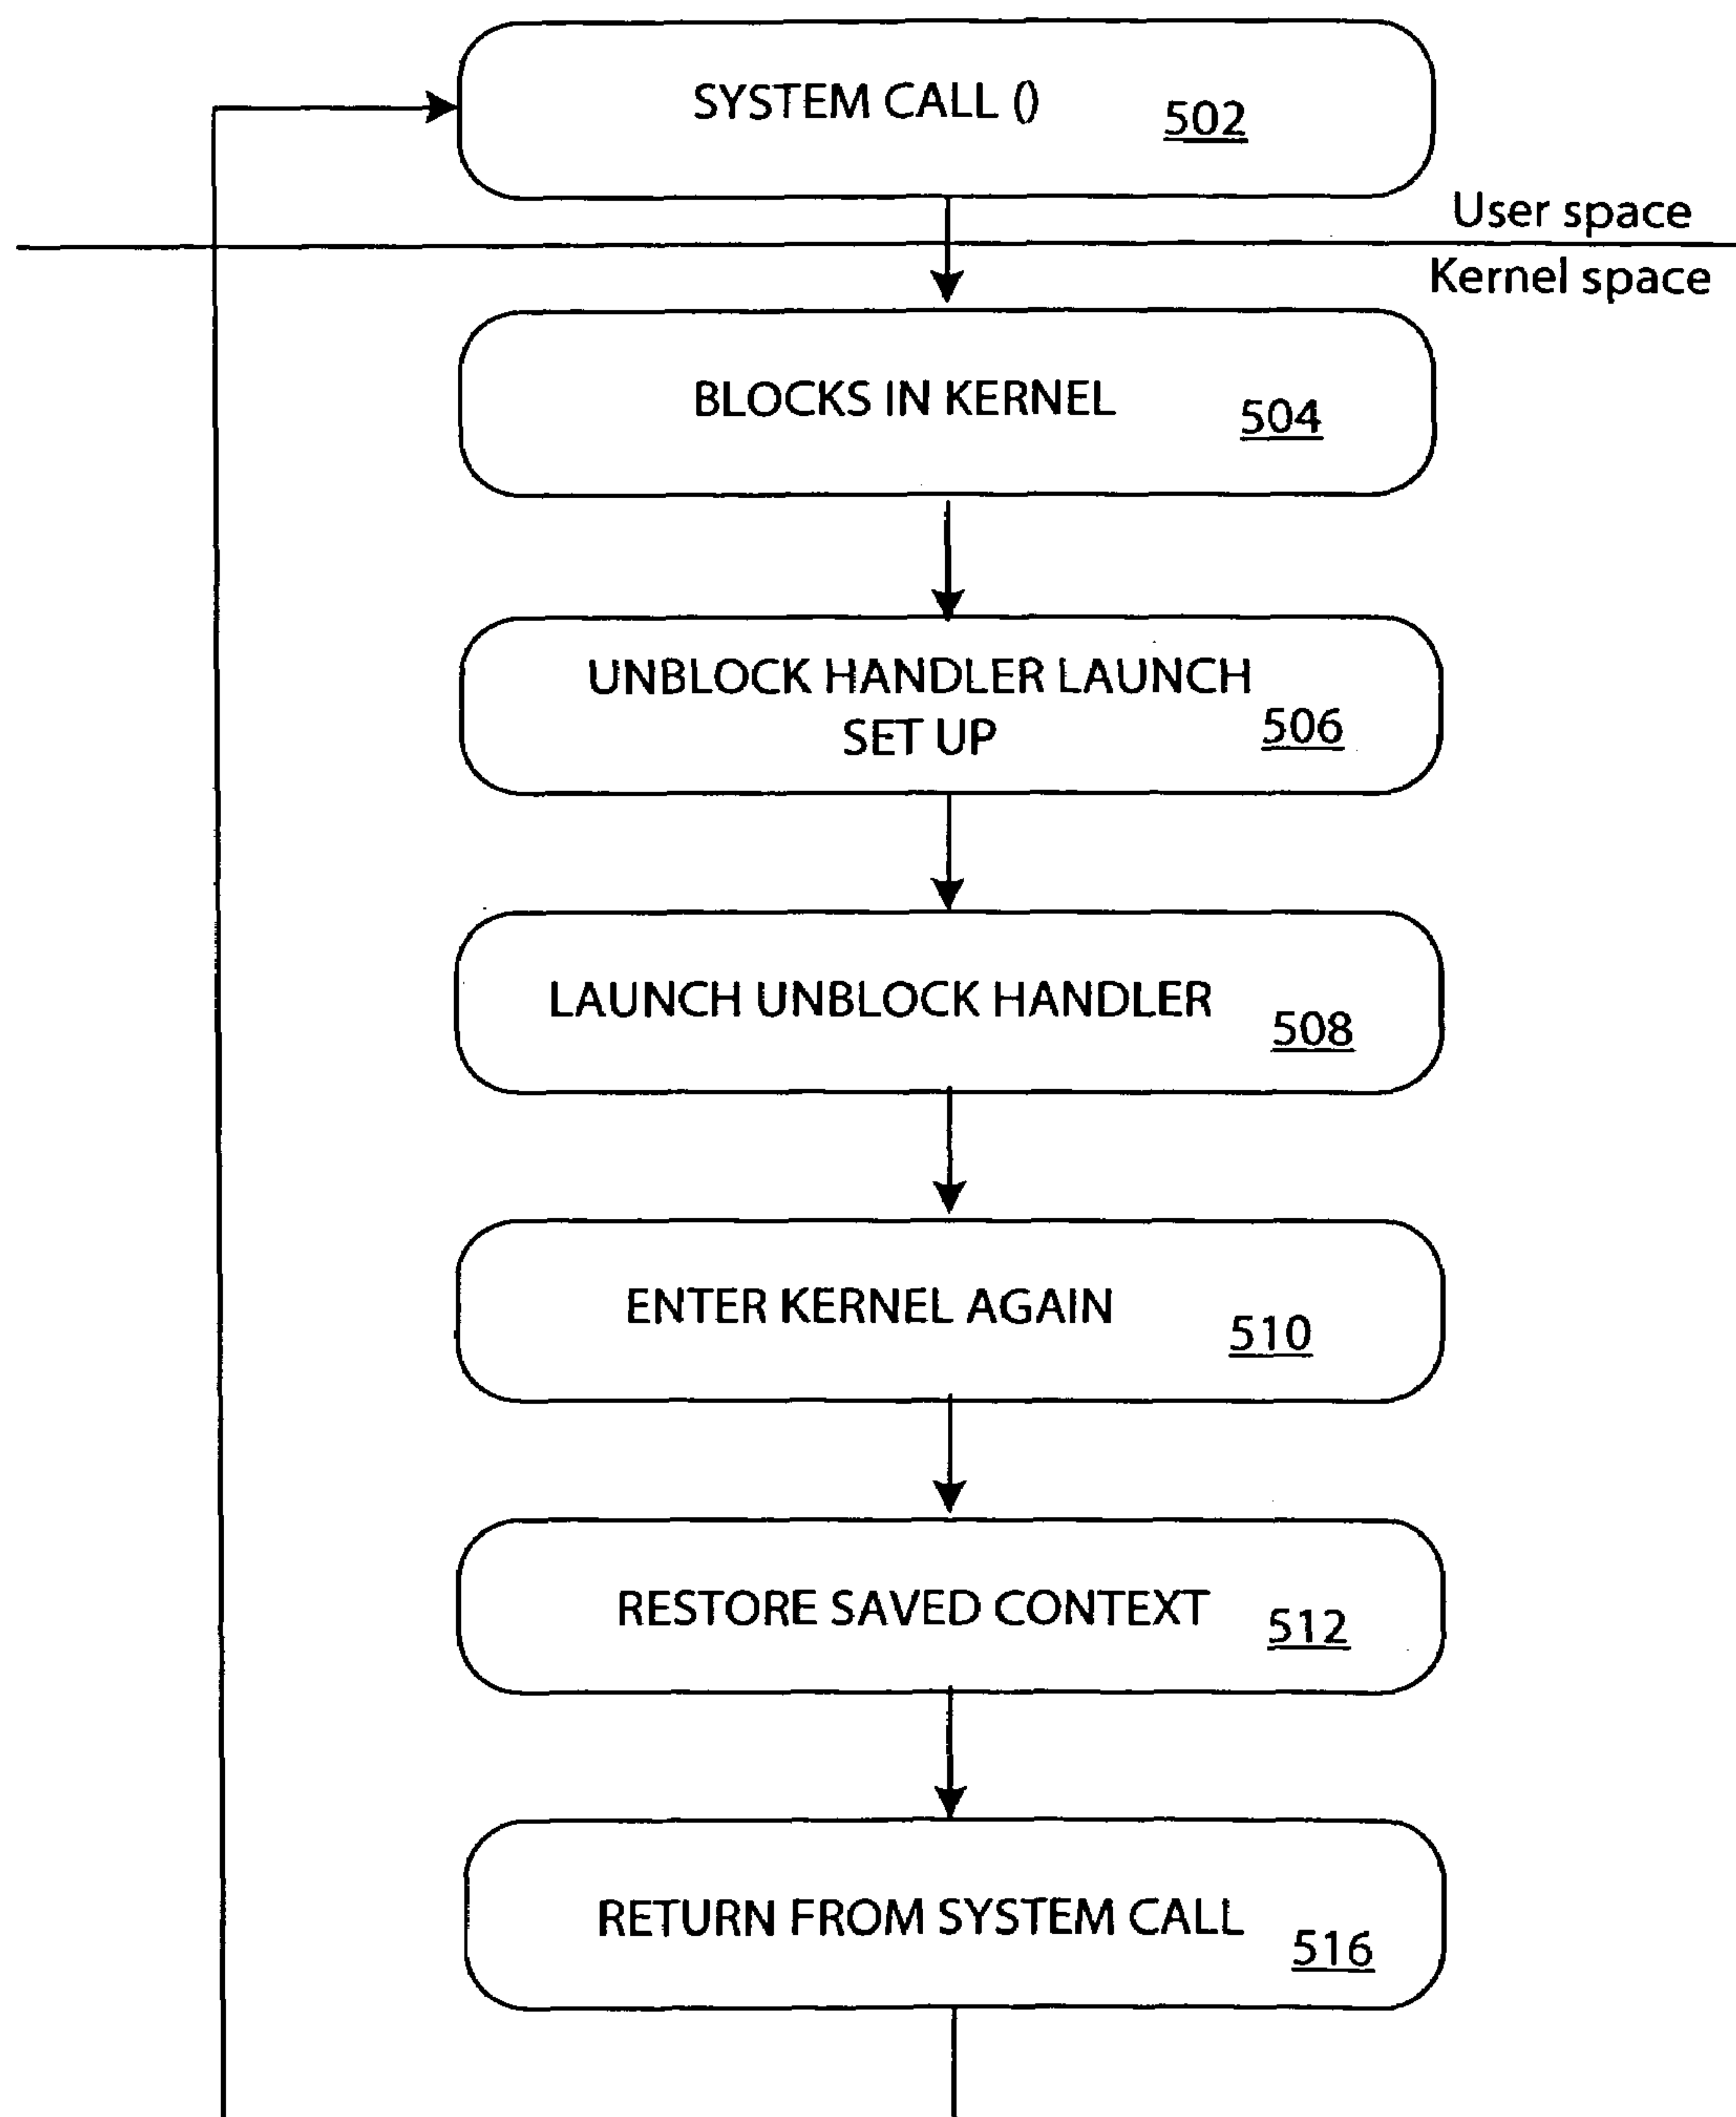 SYSTEM CALL ()
502
User space
Kernel space
BLOCKS IN KERNEL
504
UNBLOCK HANDLER LAUNCH
SET UP
506
LAUNCH UNBLOCK HANDLER
508
ENTER KERNEL AGAIN
510
RESTORE SAVED CONTEXT
512
RETURN FROM SYSTEM CALL
516